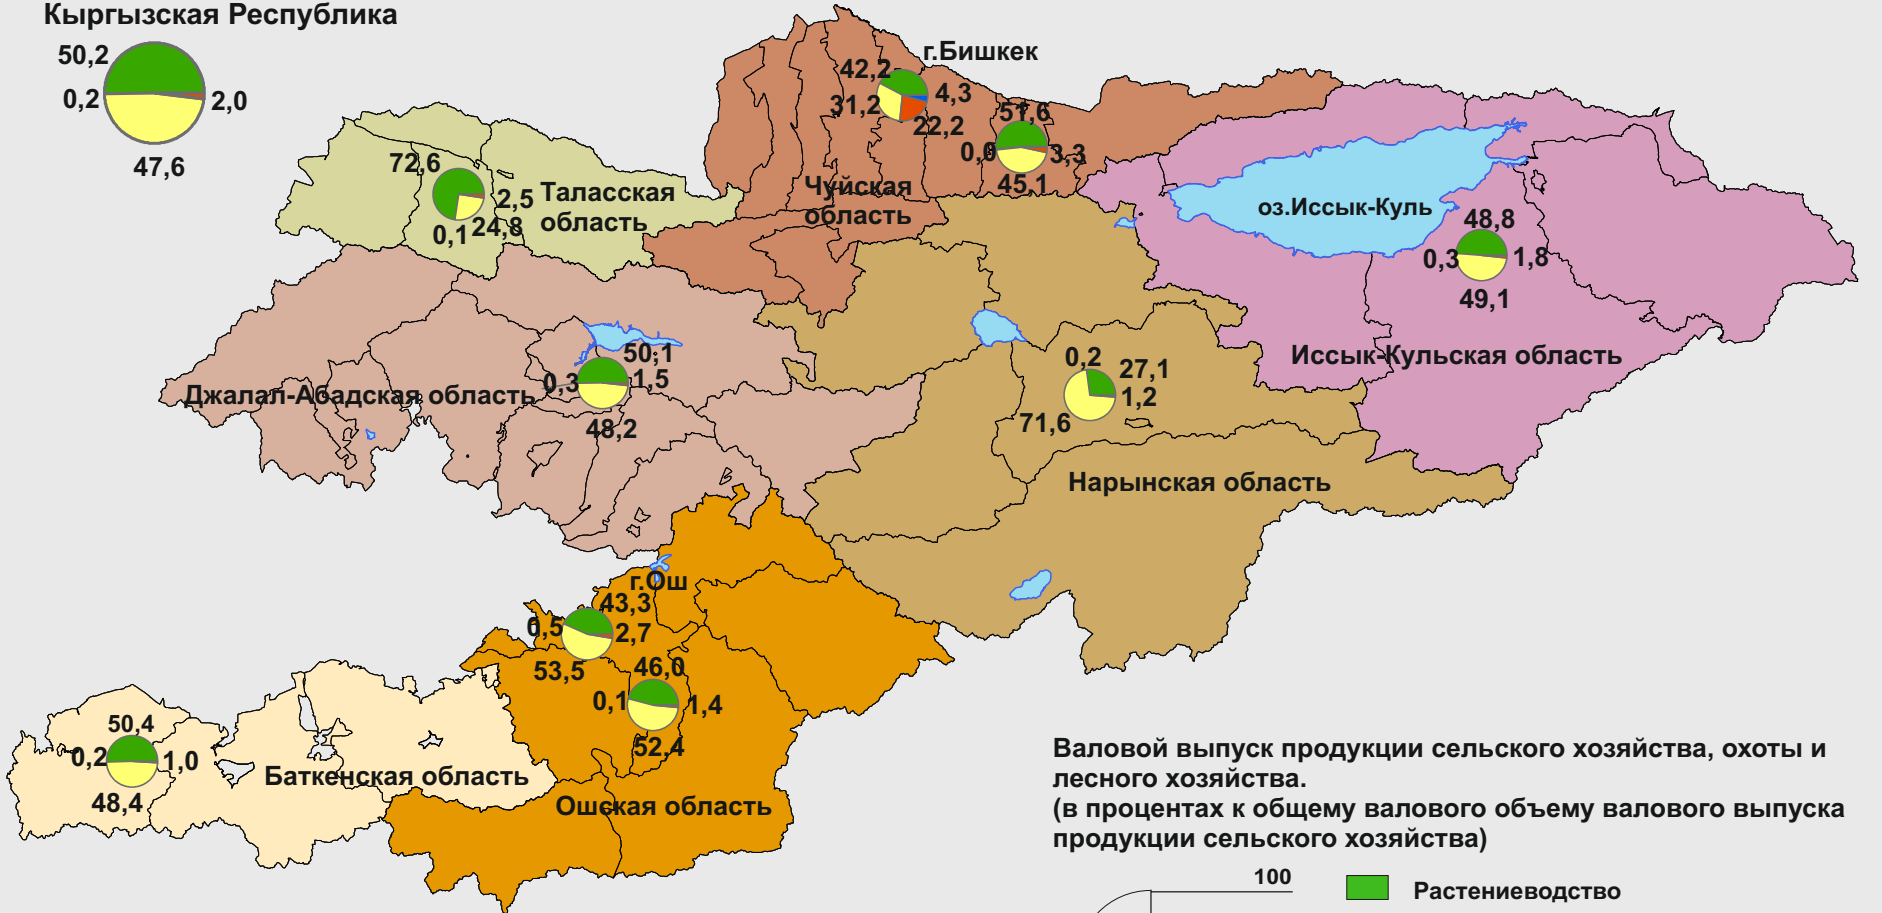 Кыргызская Республика
50,2
0,2
2,0
47,6
г.Бишкек
42,2
4,3
31,2
22,2
51,6
0,0
3,3
45,1
Чуйская
область
72,6
2,5
0,1
24,8
Таласская
область
оз.Иссык-Куль
48,8
0,3
1,8
49,1
Иссык-Кульская область
50,1
0,3
1,5
48,2
Джалал-Абадская область
0,2
27,1
1,2
71,6
Нарынская область
г.Ош
43,3
0,5
2,7
53,5
46,0
0,1
1,4
52,4
Ошская область
50,4
0,2
1,0
48,4
Баткенская область
Валовой выпуск продукции сельского хозяйства, охоты и
лесного хозяйства.
(в процентах к общему валового объему валового выпуска
продукции сельского хозяйства)
100
Растениеводство